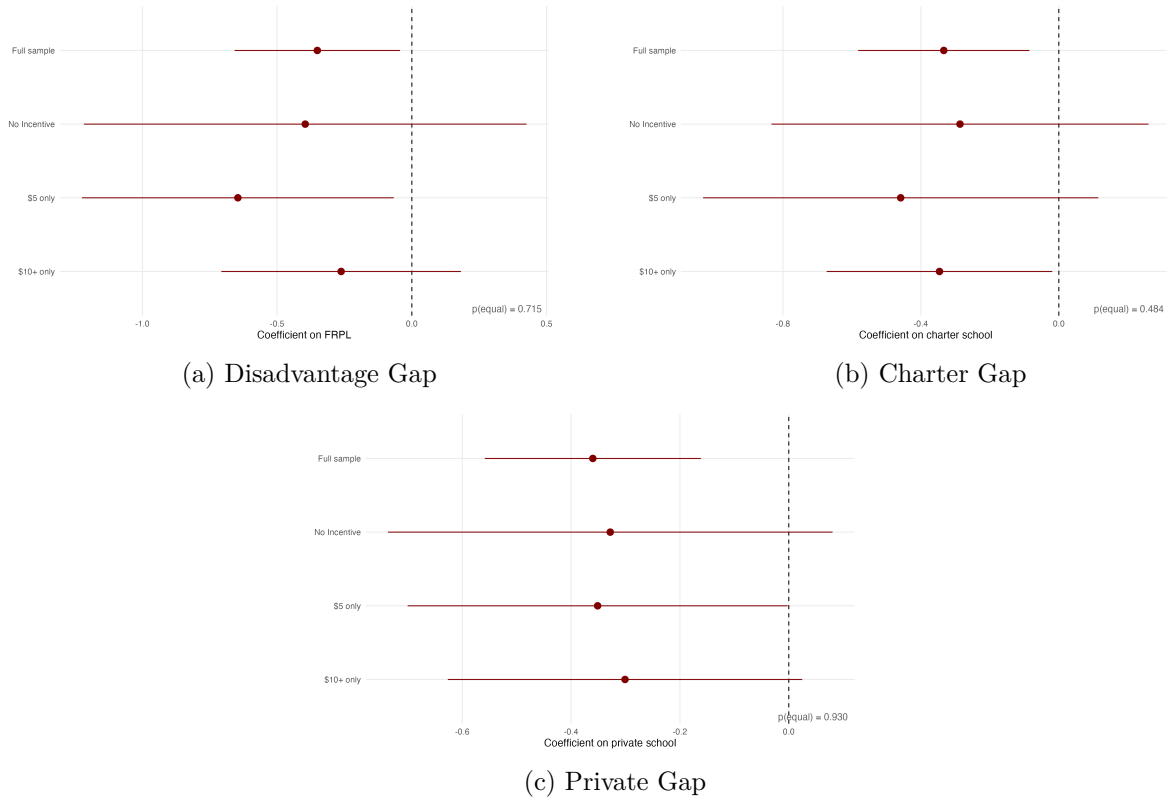 Full sample
No Incentive
$5 only
$10+ only
p(equal) = 0.715
-1.0 -0.5 0.0 0.5
Coefficient on FRPL
(a) Disadvantage Gap
Full sample
No Incentive
$5 only
$10+ only
p(equal) = 0.484
-0.8 -0.4 0.0
Coefficient on charter school
(b) Charter Gap
Full sample
No Incentive
$5 only
$10+ only
p(equal) = 0.930
-0.6 -0.4 -0.2 0.0
Coefficient on private school
(c) Private Gap